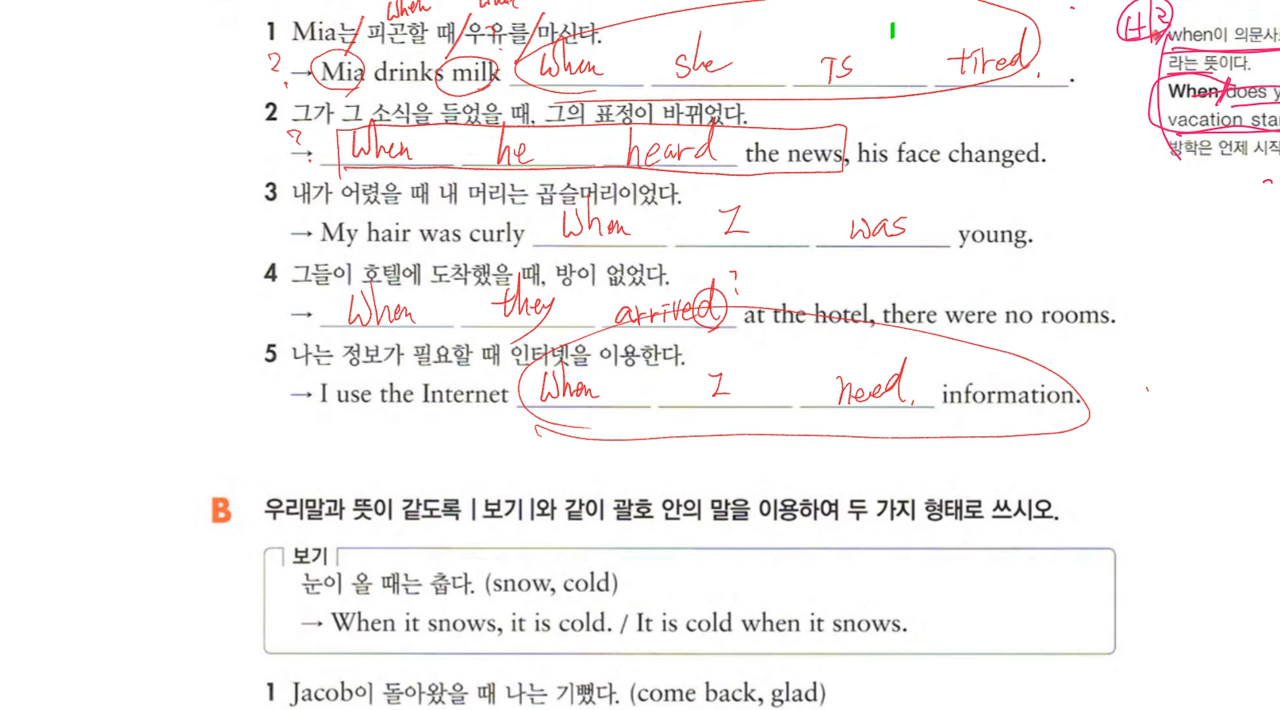 when
1 Mia는 피곤할 때 우유를 마신다.
? → Mia drinks milk when she is tired. .
2 그가 그 소식을 들었을 때, 그의 표정이 바뀌었다.
? → When he heard the news, his face changed.
3 내가 어렸을 때 내 머리는 곱슬머리이었다.
→ My hair was curly when I was young.
4 그들이 호텔에 도착했을 때, 방이 없었다.
→ When they arrived ? at the hotel, there were no rooms.
5 나는 정보가 필요할 때 인터넷을 이용한다.
→ I use the Internet when I need. information.
B 우리말과 뜻이 같도록 | 보기 |와 같이 괄호 안의 말을 이용하여 두 가지 형태로 쓰시오.
| 보기 |
눈이 올 때는 춥다. (snow, cold)
→ When it snows, it is cold. / It is cold when it snows.
1 Jacob이 돌아왔을 때 나는 기뻤다. (come back, glad)
when이 의문사
라는 뜻이다.
When does y
vacation sta
방학은 언제 시작